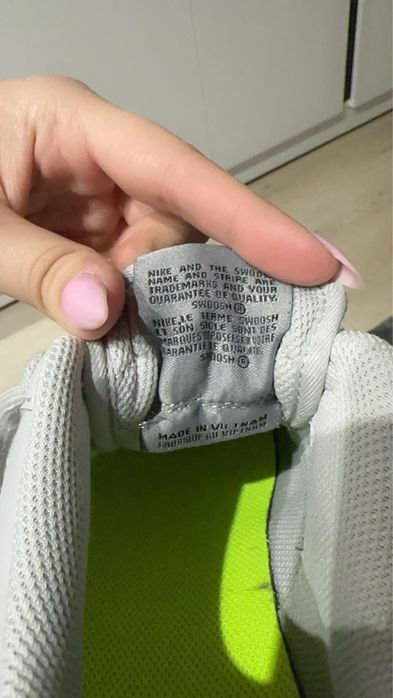 NIKE AND THE SWOOSH
NAME AND STRIPE ARE
TRADEMARKS AND YOUR
GUARANTEE OF QUALITY.
SWOOSH®
NIKE, LE TERME SWOOSH
ET SON SIGLE SONT DES
MARQUES DEPOSEES ET VOTRE
GARANTIE DE QUALITE.
SWOOSH®
MADE IN VIETNAM
FABRIQUE AU VIETNAM